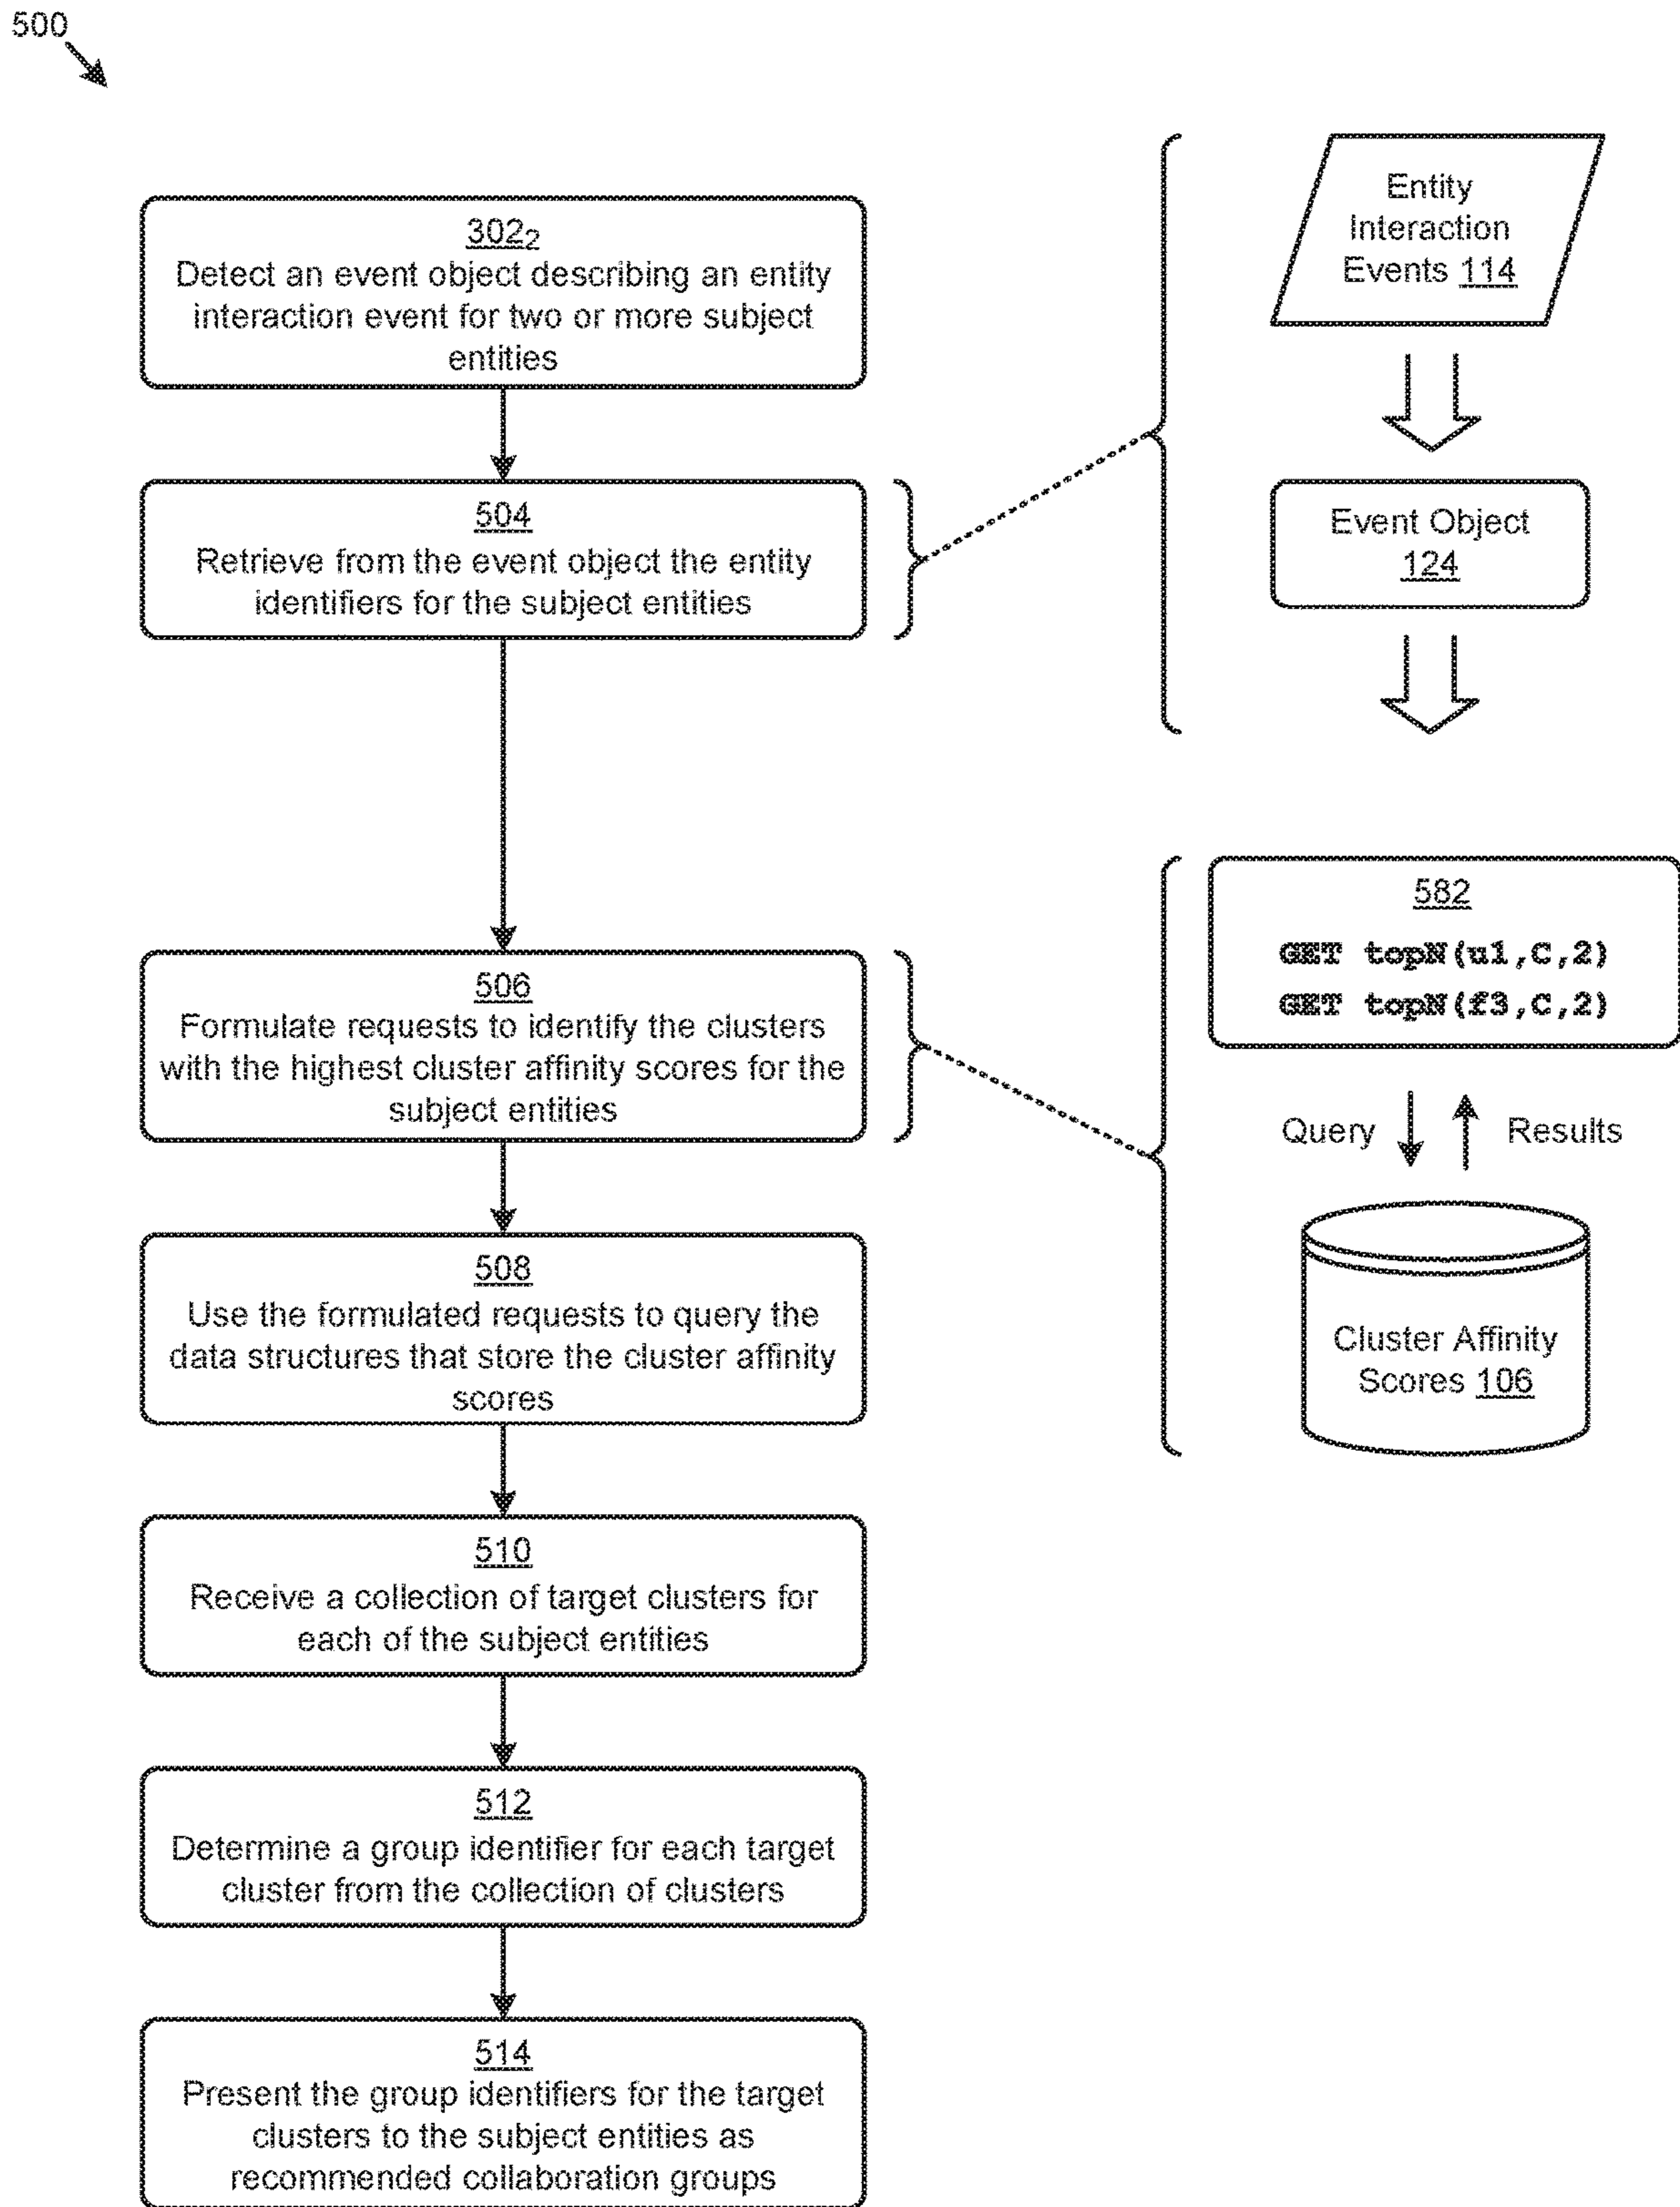 500
302₂
Detect an event object describing an entity
interaction event for two or more subject
entities
504
Retrieve from the event object the entity
identifiers for the subject entities
506
Formulate requests to identify the clusters
with the highest cluster affinity scores for the
subject entities
508
Use the formulated requests to query the
data structures that store the cluster affinity
scores
510
Receive a collection of target clusters for
each of the subject entities
512
Determine a group identifier for each target
cluster from the collection of clusters
514
Present the group identifiers for the target
clusters to the subject entities as
recommended collaboration groups
Entity
Interaction
Events 114
Event Object
124
582
GET topN(u1,C,2)
GET topN(f3,C,2)
Query
Results
Cluster Affinity
Scores 106